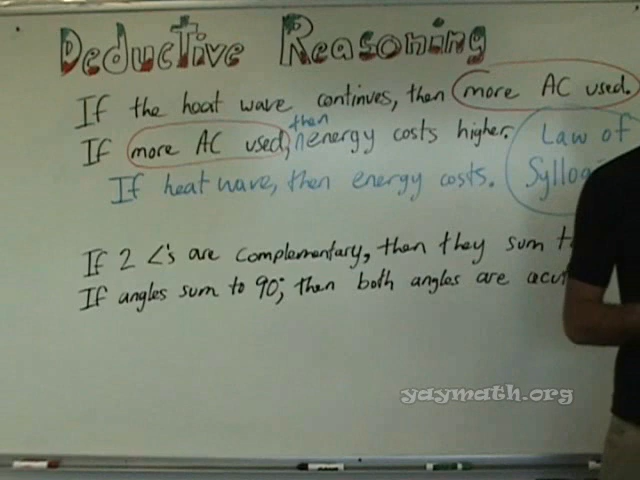 Deductive Reasoning
If the heat wave continues, then more AC used.
If more AC used, then energy costs higher.
Law of
If heat wave, then energy costs.
If 2 ∠'s are complementary, then they sum
If angles sum to 90°, then both angles are
yaymath.org